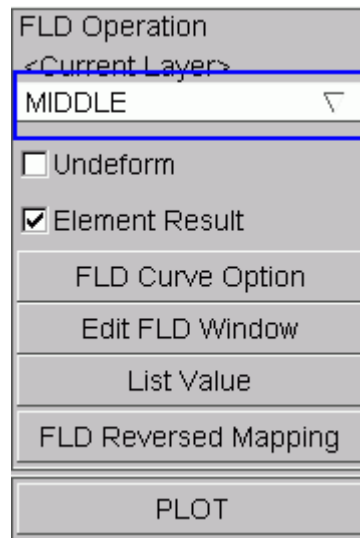 FLD Operation
<Current Layer>
MIDDLE
Undeform
Element Result
FLD Curve Option
Edit FLD Window
List Value
FLD Reversed Mapping
PLOT